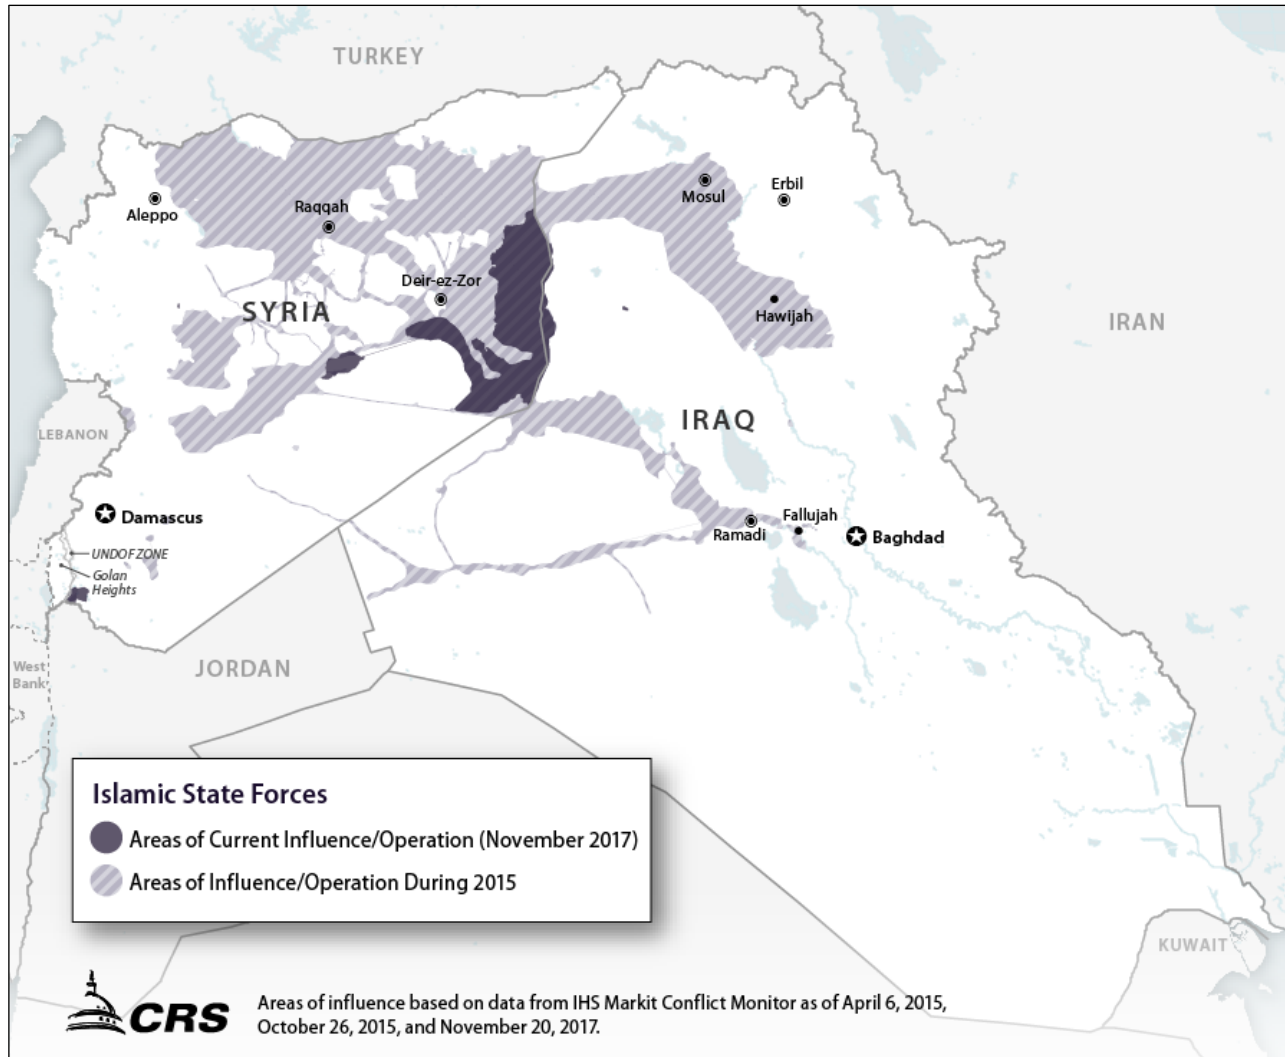 TURKEY
Mosul
Erbil
Aleppo
Raqqah
Deir-ez-Zor
SYRIA
Hawijah
IRAN
IRAQ
LEBANON
Damascus
Ramadi
Fallujah
Baghdad
UNDOF ZONE
Golan
Heights
West
Bank
JORDAN
KUWAIT
Islamic State Forces
Areas of Current Influence/Operation (November 2017)
Areas of Influence/Operation During 2015
CRS
Areas of influence based on data from IHS Markit Conflict Monitor as of April 6, 2015,
October 26, 2015, and November 20, 2017.